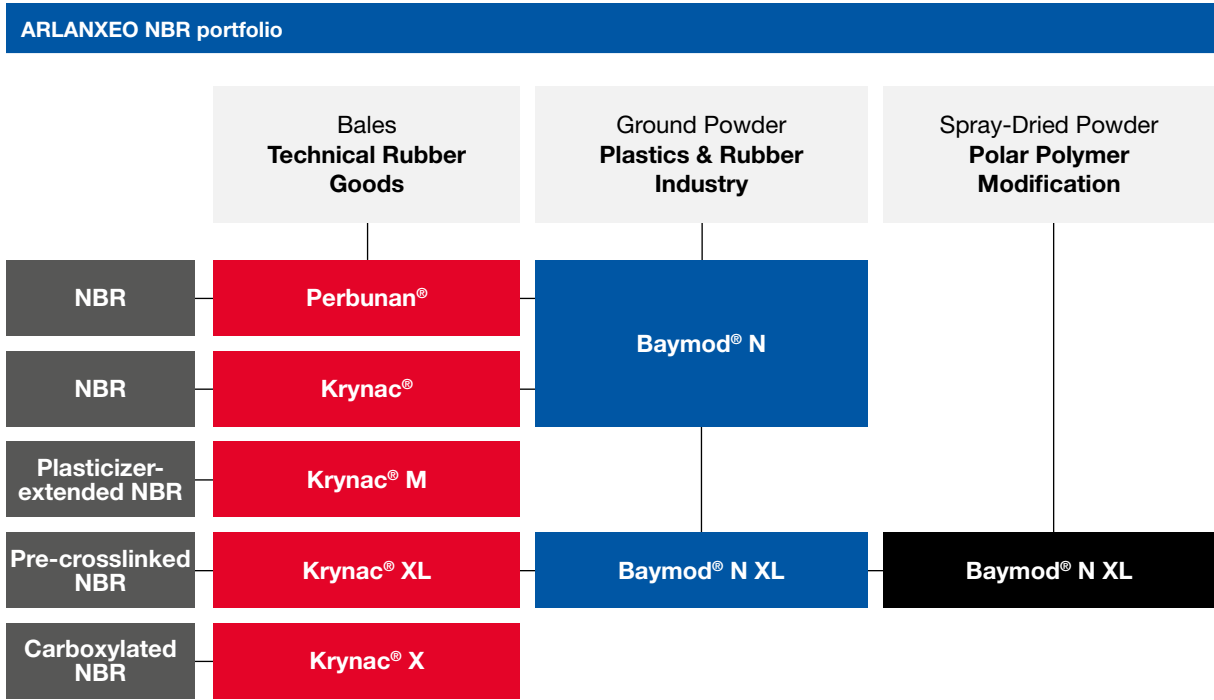 ARLANXEO NBR portfolio
Bales
Technical Rubber
Goods
Ground Powder
Plastics & Rubber
Industry
Spray-Dried Powder
Polar Polymer
Modification
NBR
Perbunan®
Baymod® N
NBR
Krynac®
Plasticizer-
extended NBR
Krynac® M
Pre-crosslinked
NBR
Krynac® XL
Baymod® N XL
Baymod® N XL
Carboxylated
NBR
Krynac® X